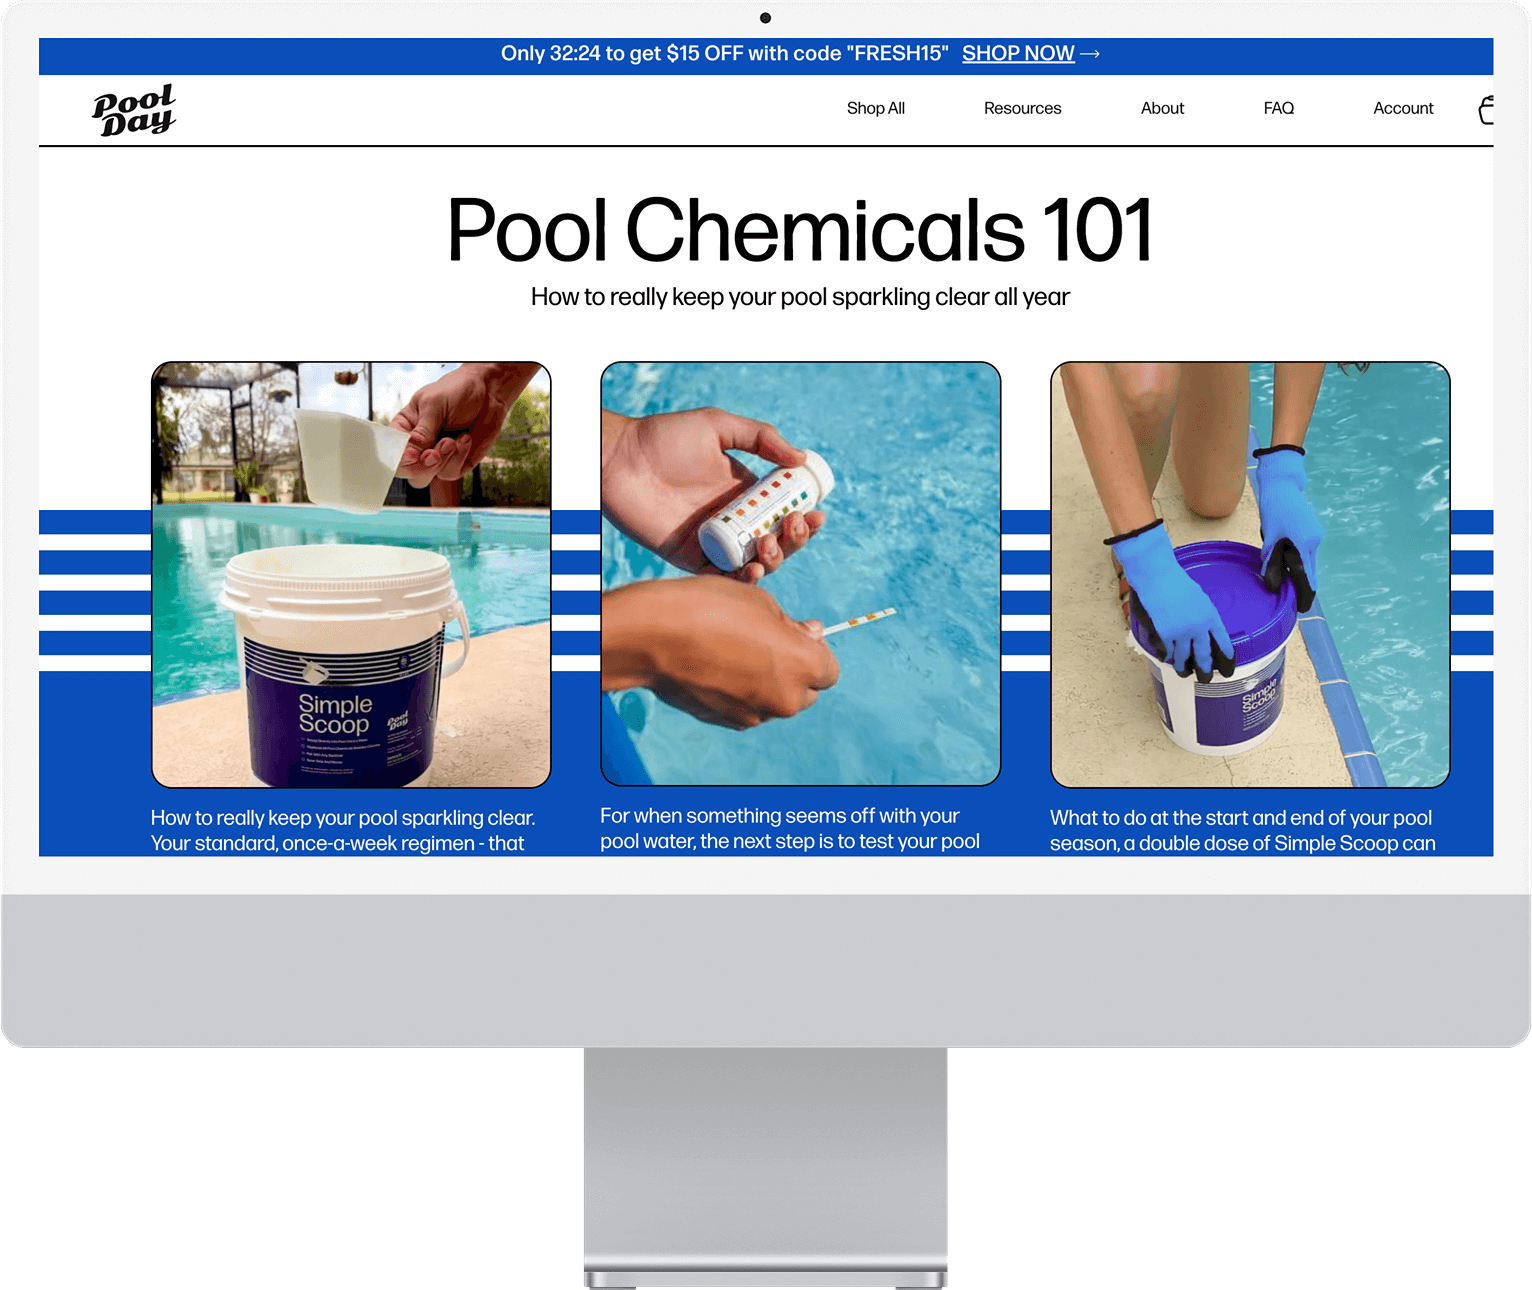 Only 32:24 to get $15 OFF with code "FRESH15" SHOP NOW →
Pool
Day
Shop All
Resources
About
FAQ
Account
Pool Chemicals 101
How to really keep your pool sparkling clear all year
Simple
Scoop
Pool
Day
Simple
Scoop
How to really keep your pool sparkling clear.
Your standard, once-a-week regimen - that
For when something seems off with your
pool water, the next step is to test your pool
What to do at the start and end of your pool
season, a double dose of Simple Scoop can